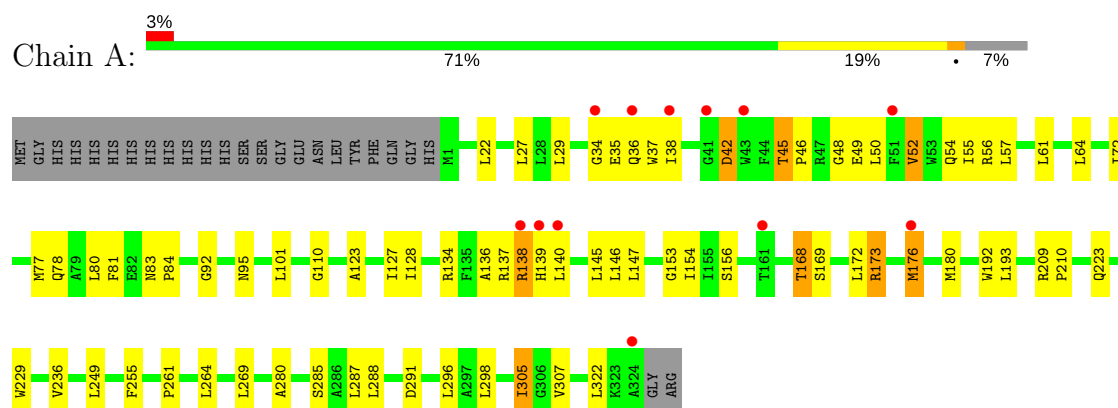 3%
Chain A:
71% 19% • 7%
MET GLY HIS HIS HIS HIS HIS HIS HIS HIS HIS HIS SER SER GLY GLU ASN LEU TYR PHE GLN GLY HIS M1 L22 L27 L28 L29 G34 E35 Q36 W37 I38 G41 D42 W43 F44 T45 P46 R47 G48 E49 L50 F51 V52 W53 Q54 I55 R56 L57 L61 L64 I72
M77 Q78 A79 L80 F81 E82 N83 P84 G92 N95 L101 G110 A123 I127 I128 R134 F135 A136 R137 R138 H139 L140 L145 L146 L147 G153 I154 I155 S156 T161 T168 S169 L172 R173 M176 M180 W192 L193 R209 P210 Q223
W229 V236 L249 F255 P261 L264 L269 A280 S285 A286 L287 L288 D291 L296 A297 L298 I305 G306 V307 L322 K323 A324 GLY ARG